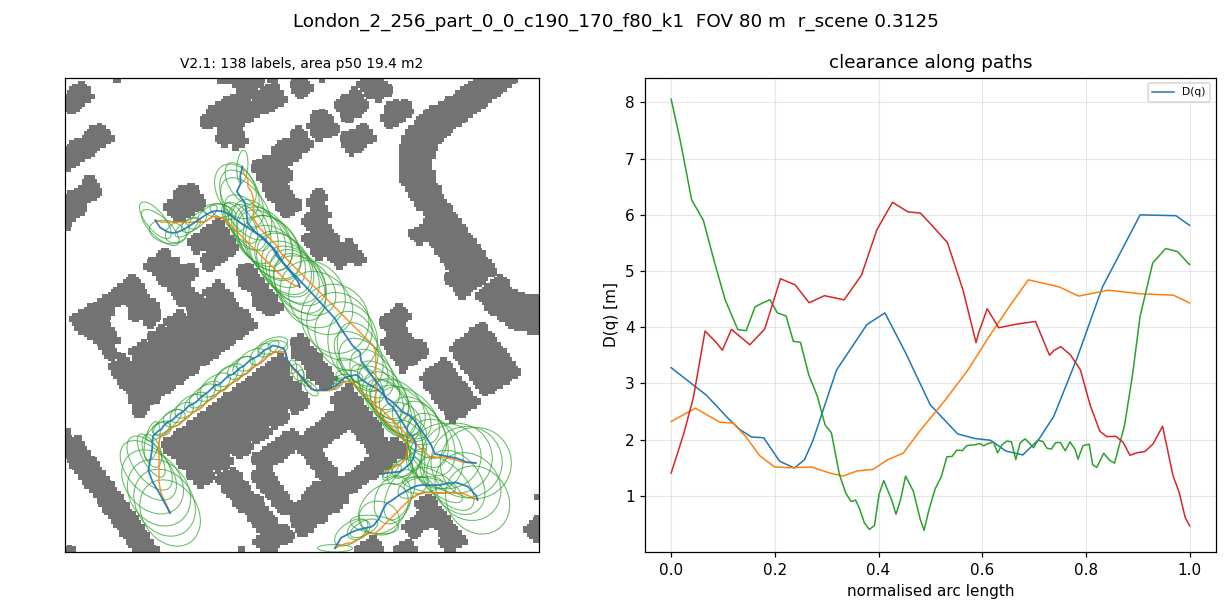 London_2_256_part_0_0_c190_170_f80_k1  FOV 80 m  r_scene 0.3125
V2.1: 138 labels, area p50 19.4 m2
clearance along paths
D(q)
8
7
6
5
4
3
2
1
D(q) [m]
0.0 0.2 0.4 0.6 0.8 1.0
normalised arc length